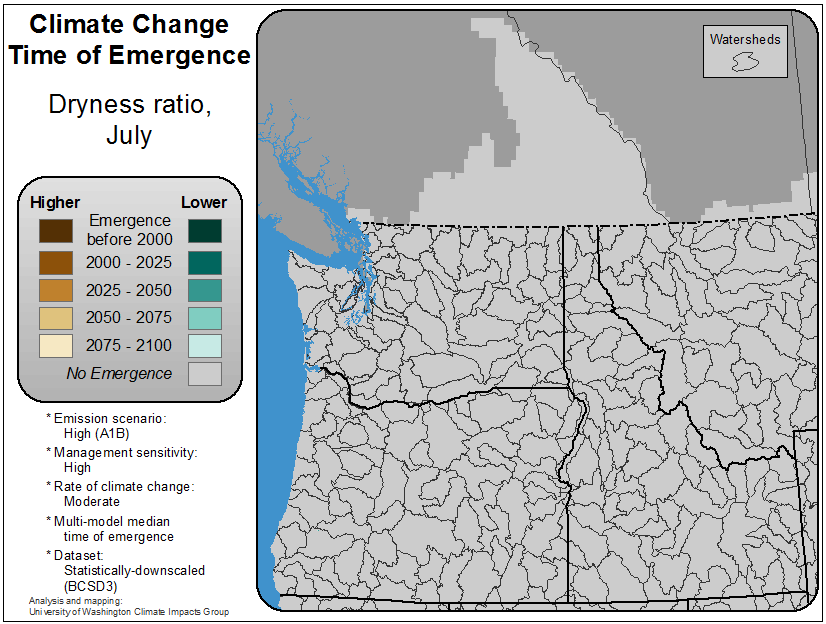 Climate Change
Time of Emergence
Dryness ratio,
July
Higher
Lower
Emergence
before 2000
2000 - 2025
2025 - 2050
2050 - 2075
2075 - 2100
No Emergence
* Emission scenario:
High (A1B)
* Management sensitivity:
High
* Rate of climate change:
Moderate
* Multi-model median
time of emergence
* Dataset:
Statistically-downscaled
(BCSD3)
Analysis and mapping:
University of Washington Climate Impacts Group
Watersheds